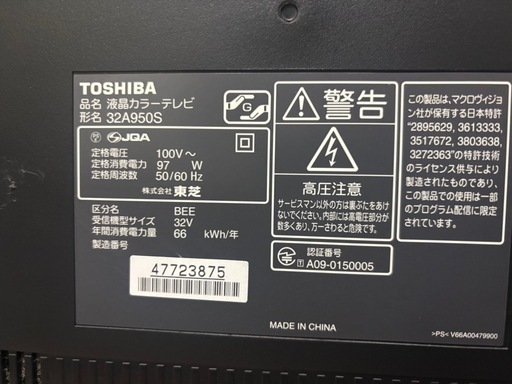 TOSHIBA
品名 液晶カラーテレビ
形名 32A950S
JQA
定格電圧 100V～
定格消費電力 97 W
定格周波数 50/60 Hz
株式会社 東芝
区分名 BEE
受信機型サイズ 32V
年間消費電力量 66 kWh/年
製造番号
47723875
G
警告
高圧注意
サービスマン以外の方は裏ぶたをあけ
ないでください。内部には高電圧部分が
数多くあり、万一さわると危険です。
認証番号
T A09-0150005
MADE IN CHINA
この製品は、マクロヴィジョ
ン社が保有する日本特許
"2895629, 3613333,
3517672, 3803638,
3272363"の特許技術
のライセンス供与により
製造されております。
この製品での使用は一部
のプログラム配信に限定
されています。
>PS< V66A00479900